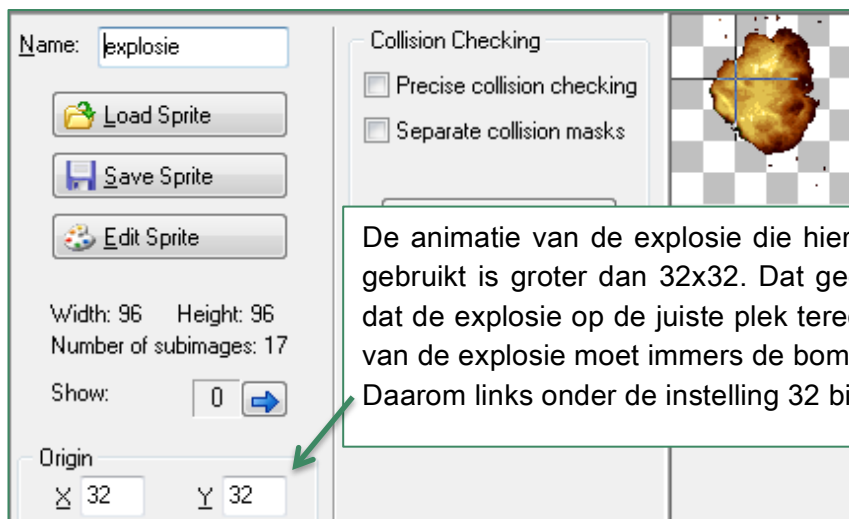 Name: explosie
Load Sprite
Save Sprite
Edit Sprite
Width: 96 Height: 96
Number of subimages: 17
Show: 0
Origin
X 32 Y 32
Collision Checking
Precise collision checking
Separate collision masks
De animatie van de explosie die hier
gebruikt is groter dan 32x32. Dat
dat de explosie op de juiste plek
van de explosie moet immers de bom
Daarom links onder de instelling 32